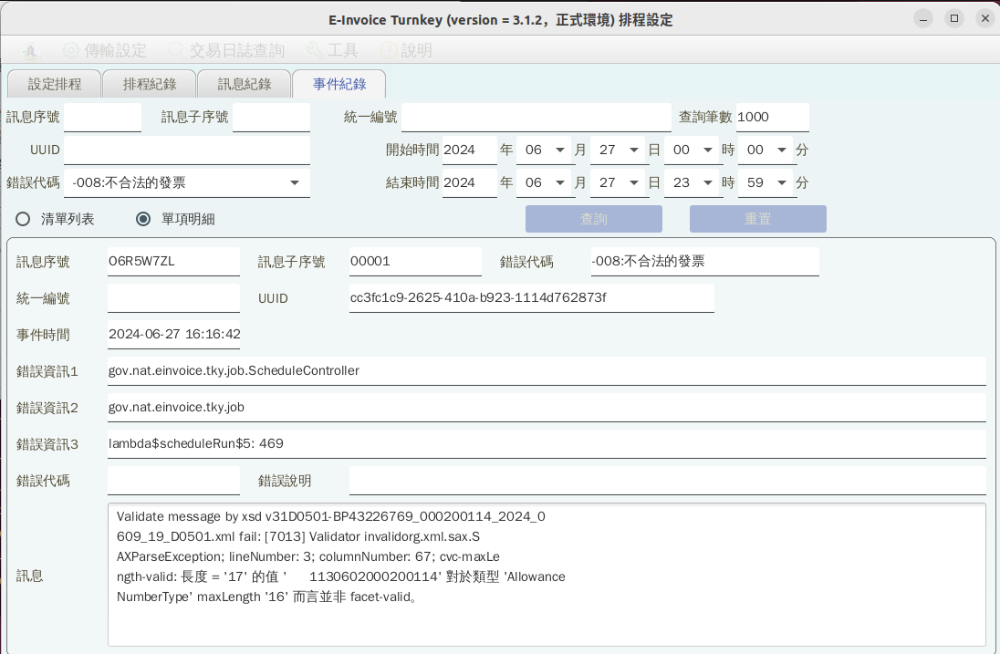 E-Invoice Turnkey (version = 3.1.2，正式環境) 排程設定
傳輸設定 交易日誌查詢 工具 說明
設定排程 排程紀錄 訊息紀錄 事件紀錄
訊息序號 訊息子序號 統一編號 查詢筆數 1000
UUID 開始時間 2024 年 06 月 27 日 00 時 00 分
錯誤代碼 -008:不合法的發票 結束時間 2024 年 06 月 27 日 23 時 59 分
清單列表 單項明細 查詢 重置
訊息序號 O6R5W7ZL 訊息子序號 00001 錯誤代碼 -008:不合法的發票
統一編號 UUID cc3fc1c9-2625-410a-b923-1114d762873f
事件時間 2024-06-27 16:16:42
錯誤資訊1 gov.nat.einvoice.tky.job.ScheduleController
錯誤資訊2 gov.nat.einvoice.tky.job
錯誤資訊3 lambda$scheduleRun$5: 469
錯誤代碼 錯誤說明
訊息
Validate message by xsd v31D0501-BP43226769_000200114_2024_0
609_19_D0501.xml fail: [7013] Validator invalidorg.xml.sax.S
AXParseException; lineNumber: 3; columnNumber: 67; cvc-maxLe
ngth-valid: 長度 = '17' 的值 '      1130602000200114' 對於類型 'Allowance
NumberType' maxLength '16' 而言並非 facet-valid。